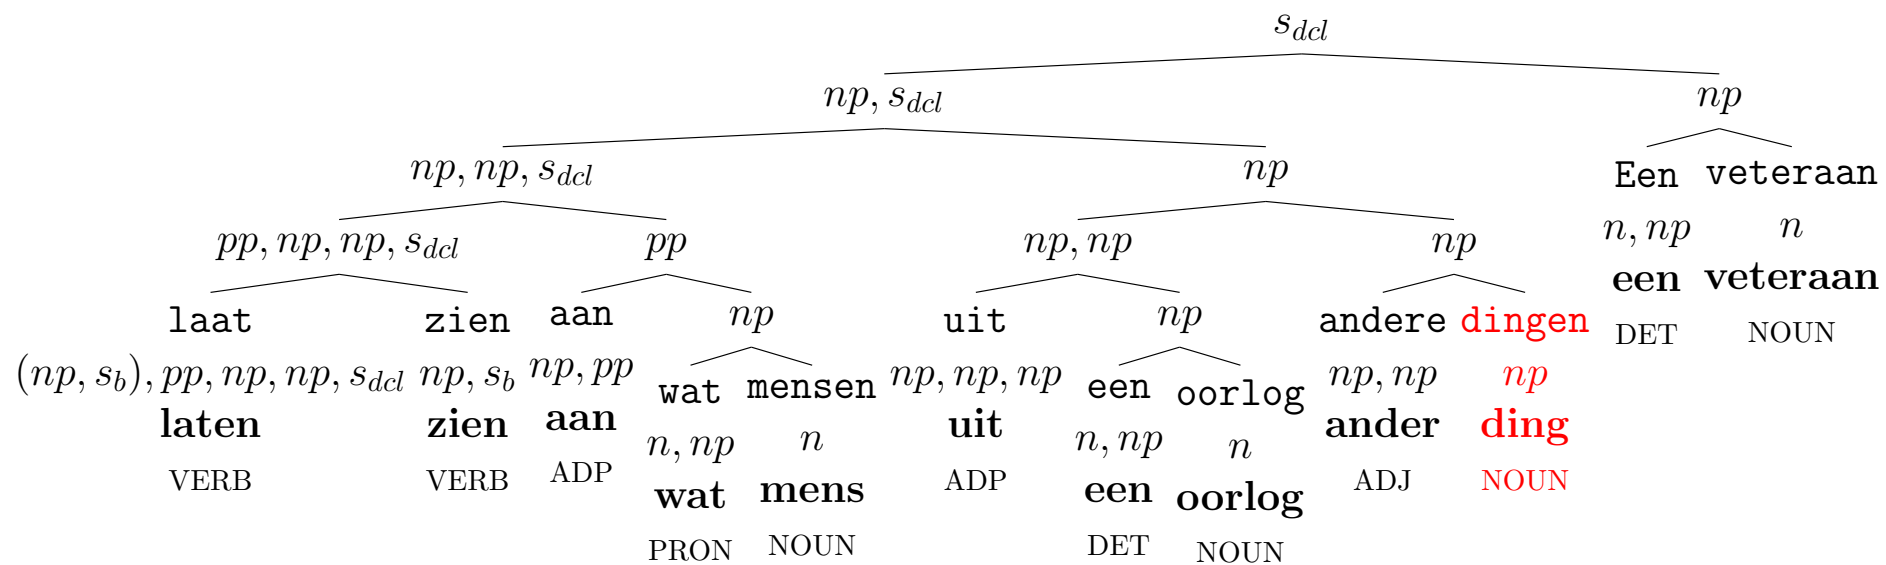 s_dcl
np, s_dcl np
np, np, s_dcl np Een veteraan
n, np n
pp, np, np, s_dcl pp np, np np een veteraan
DET NOUN
laat zien aan np uit np andere dingen
(np, s_b), pp, np, np, s_dcl np, s_b np, pp wat mensen np, np, np een oorlog np, np np
laten zien aan n, np n uit n, np n ander ding
VERB VERB ADP wat mens ADP een oorlog ADJ NOUN
PRON NOUN DET NOUN